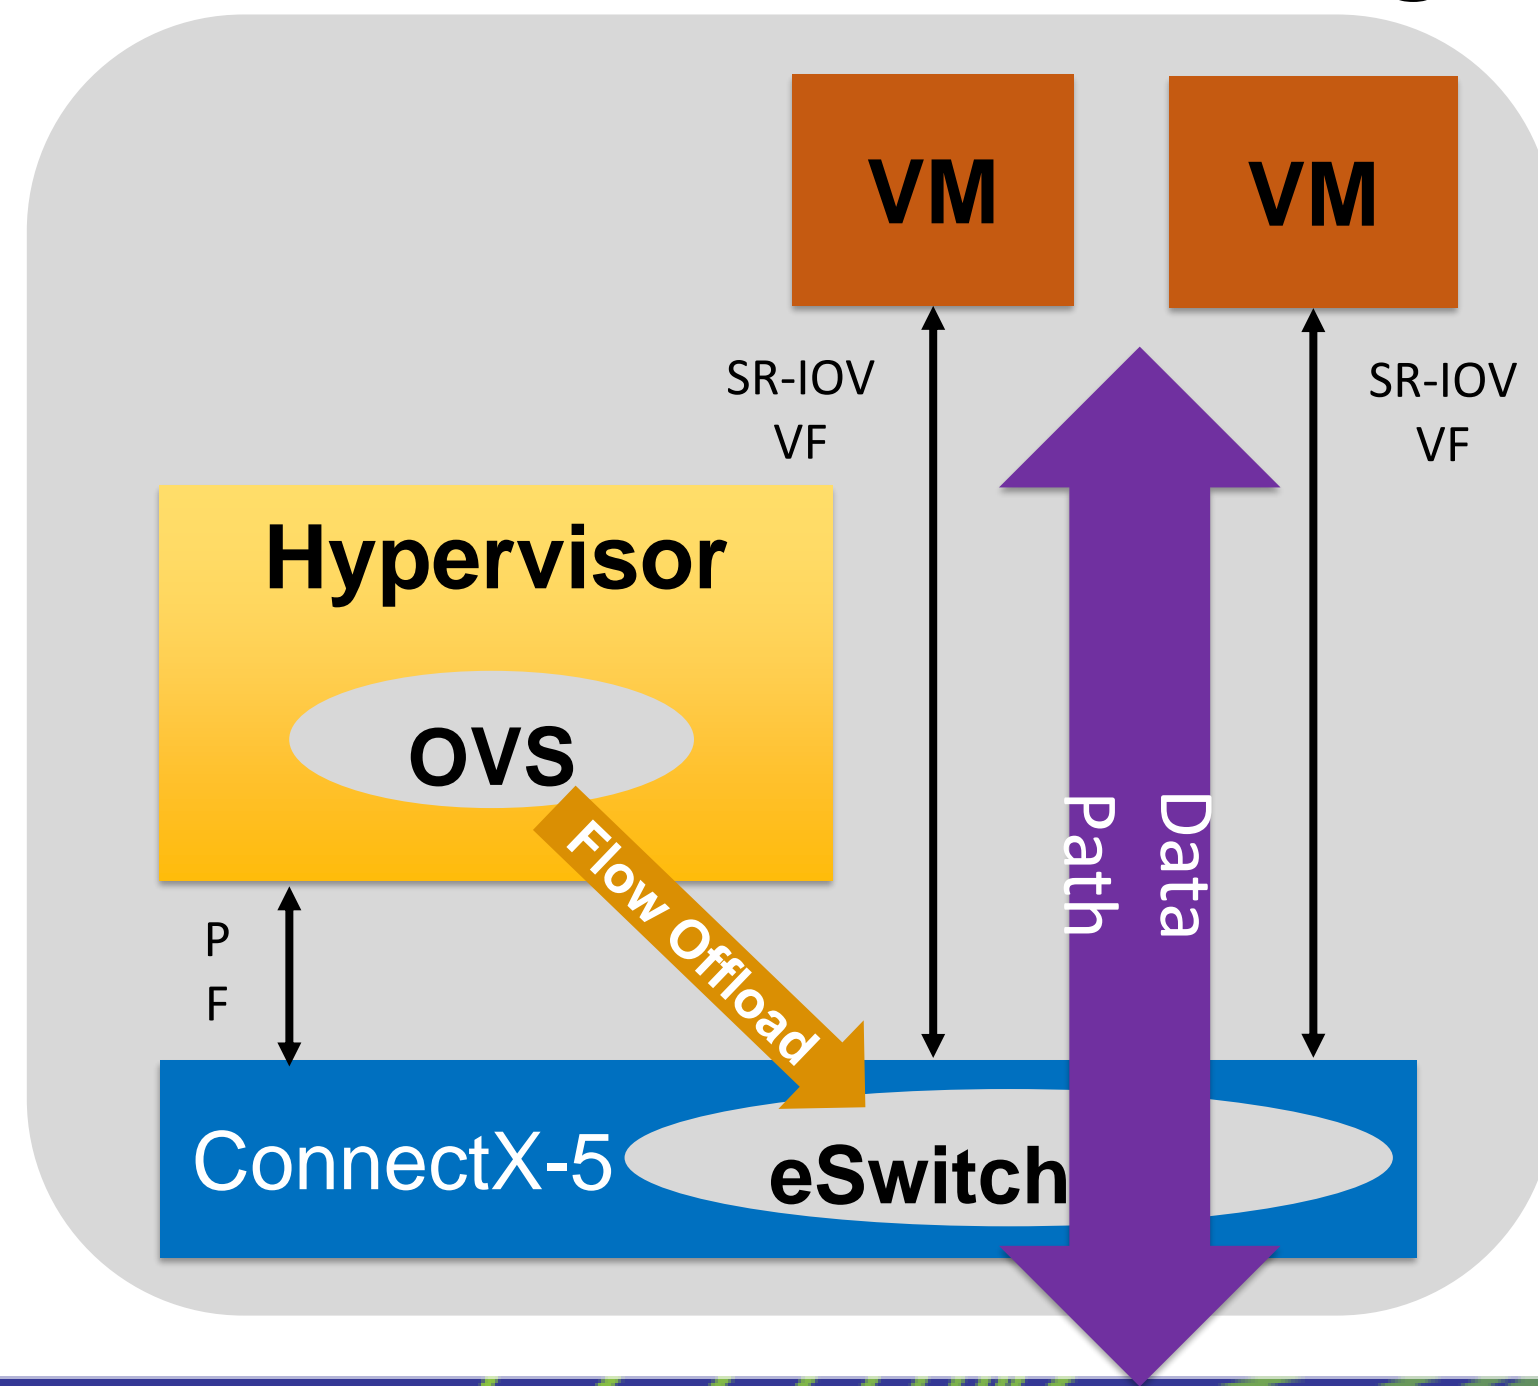 VM
VM
SR-IOV
VF
SR-IOV
VF
Hypervisor
OVS
Flow Offload
Data
Path
P
F
ConnectX-5
eSwitch